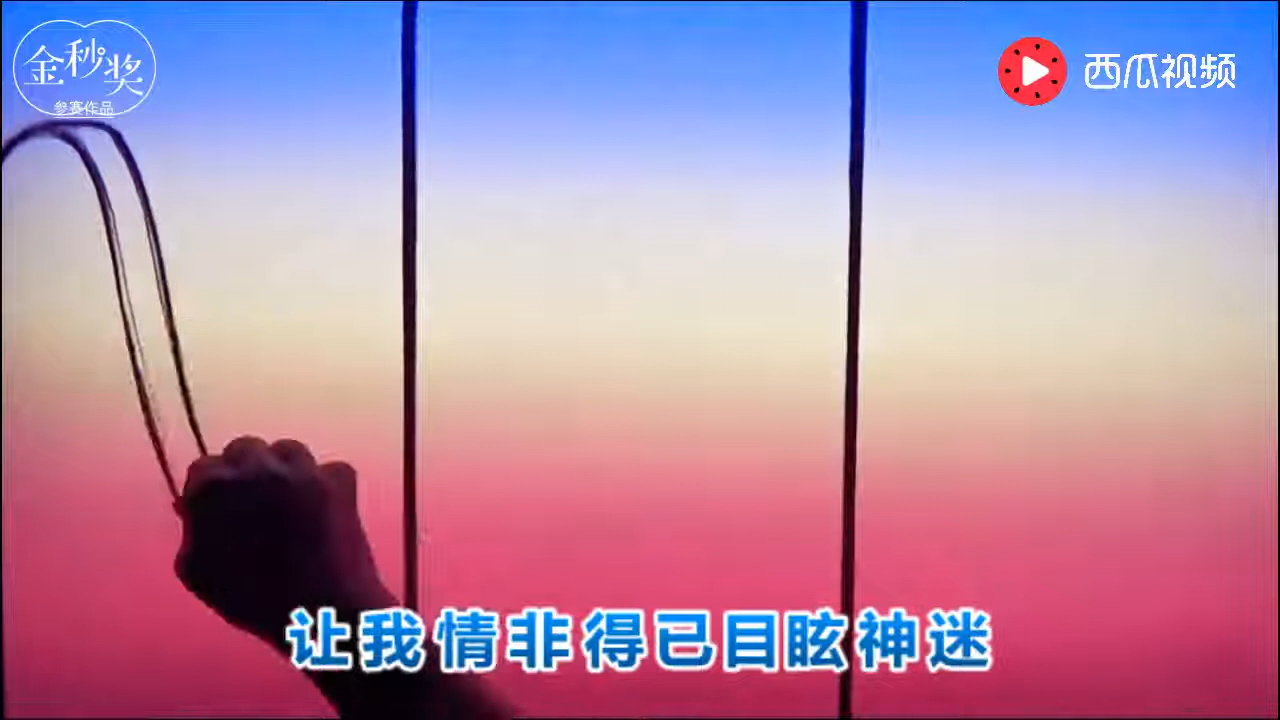 金秒奖
参赛作品
西瓜视频
让我情非得已目眩神迷